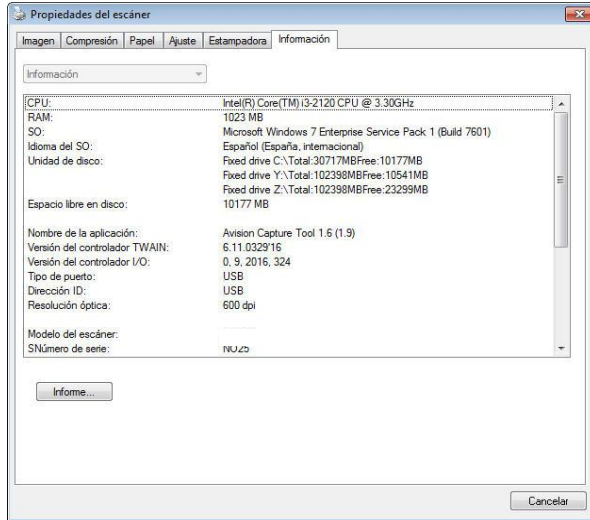 Propiedades del escáner
Imagen Compresión Papel Ajuste Estampadora Información
Información
CPU: Intel(R) Core(TM) i3-2120 CPU @ 3.30GHz
RAM: 1023 MB
SO: Microsoft Windows 7 Enterprise Service Pack 1 (Build 7601)
Idioma del SO: Español (España, internacional)
Unidad de disco: Fixed drive C:\Total:30717MBFree:10177MB
Fixed drive Y:\Total:102398MBFree:10541MB
Fixed drive Z:\Total:102398MBFree:23299MB
Espacio libre en disco: 10177 MB
Nombre de la aplicación: Avision Capture Tool 1.6 (1.9)
Versión del controlador TWAIN: 6.11.0329'16
Versión del controlador I/O: 0, 9, 2016, 324
Tipo de puerto: USB
Dirección ID: USB
Resolución óptica: 600 dpi
Modelo del escáner:
SNúmero de serie: NO25
Informe...
Cancelar